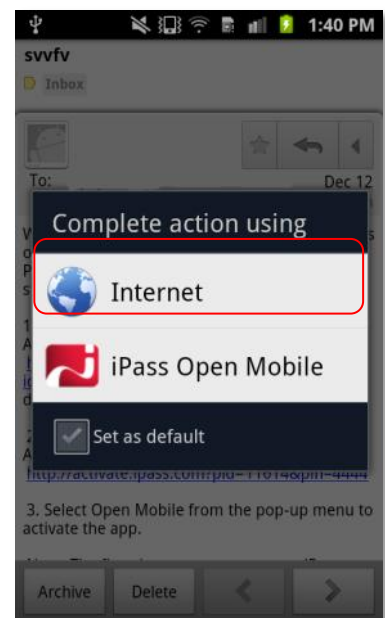 1:40 PM
svvfv
Inbox
To:
Dec 12
Complete action using
Internet
iPass Open Mobile
Set as default
http://activate.ipass.com?pid=11614&pin=4444
3. Select Open Mobile from the pop-up menu to
activate the app.
Archive
Delete